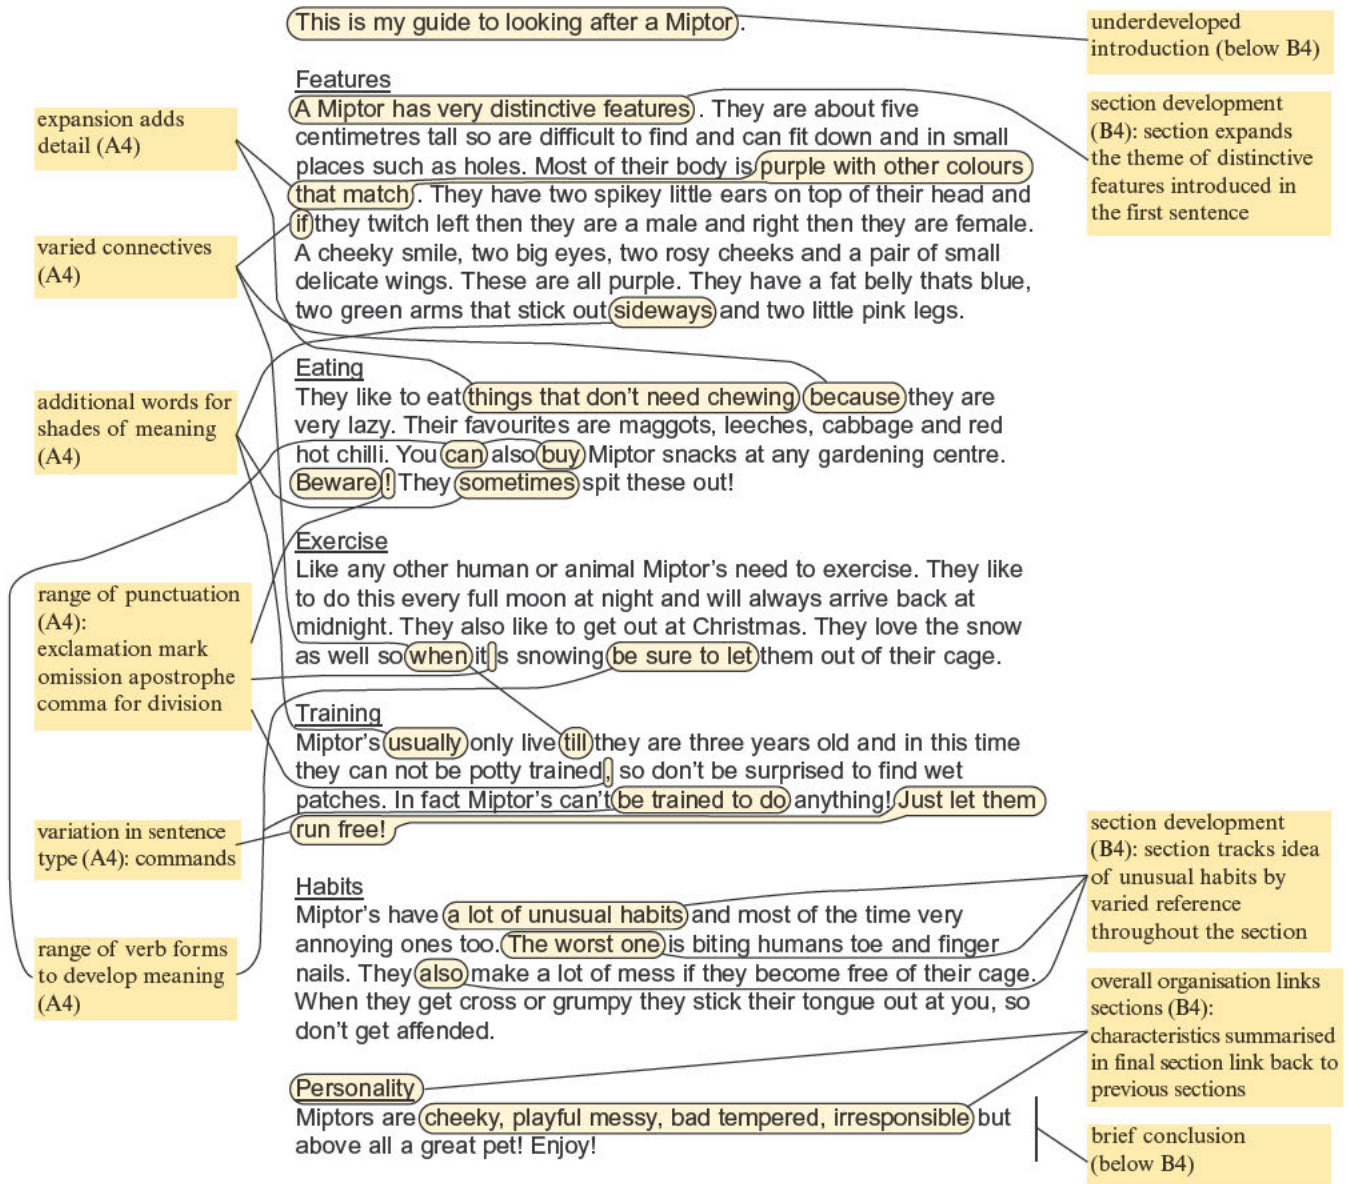 This is my guide to looking after a Miptor.
underdeveloped
introduction (below B4)
Features
A Miptor has very distinctive features. They are about five
centimetres tall so are difficult to find and can fit down and in small
places such as holes. Most of their body is purple with other colours
that match. They have two spikey little ears on top of their head and
if they twitch left then they are a male and right then they are female.
A cheeky smile, two big eyes, two rosy cheeks and a pair of small
delicate wings. These are all purple. They have a fat belly thats blue,
two green arms that stick out sideways and two little pink legs.
section development
(B4): section expands
the theme of distinctive
features introduced in
the first sentence
expansion adds
detail (A4)
varied connectives
(A4)
additional words for
shades of meaning
(A4)
Eating
They like to eat things that don't need chewing because they are
very lazy. Their favourites are maggots, leeches, cabbage and red
hot chilli. You can also buy Miptor snacks at any gardening centre.
Beware! They sometimes spit these out!
Exercise
Like any other human or animal Miptor's need to exercise. They like
to do this every full moon at night and will always arrive back at
midnight. They also like to get out at Christmas. They love the snow
as well so when it's snowing be sure to let them out of their cage.
range of punctuation
(A4):
exclamation mark
omission apostrophe
comma for division
Training
Miptor's usually only live till they are three years old and in this time
they can not be potty trained, so don't be surprised to find wet
patches. In fact Miptor's can't be trained to do anything! Just let them
run free!
variation in sentence
type (A4): commands
range of verb forms
to develop meaning
(A4)
Habits
Miptor's have a lot of unusual habits and most of the time very
annoying ones too. The worst one is biting humans toe and finger
nails. They also make a lot of mess if they become free of their cage.
When they get cross or grumpy they stick their tongue out at you, so
don't get affended.
section development
(B4): section tracks idea
of unusual habits by
varied reference
throughout the section
overall organisation links
sections (B4):
characteristics summarised
in final section link back to
previous sections
Personality
Miptors are cheeky, playful messy, bad tempered, irresponsible but
above all a great pet! Enjoy!
brief conclusion
(below B4)